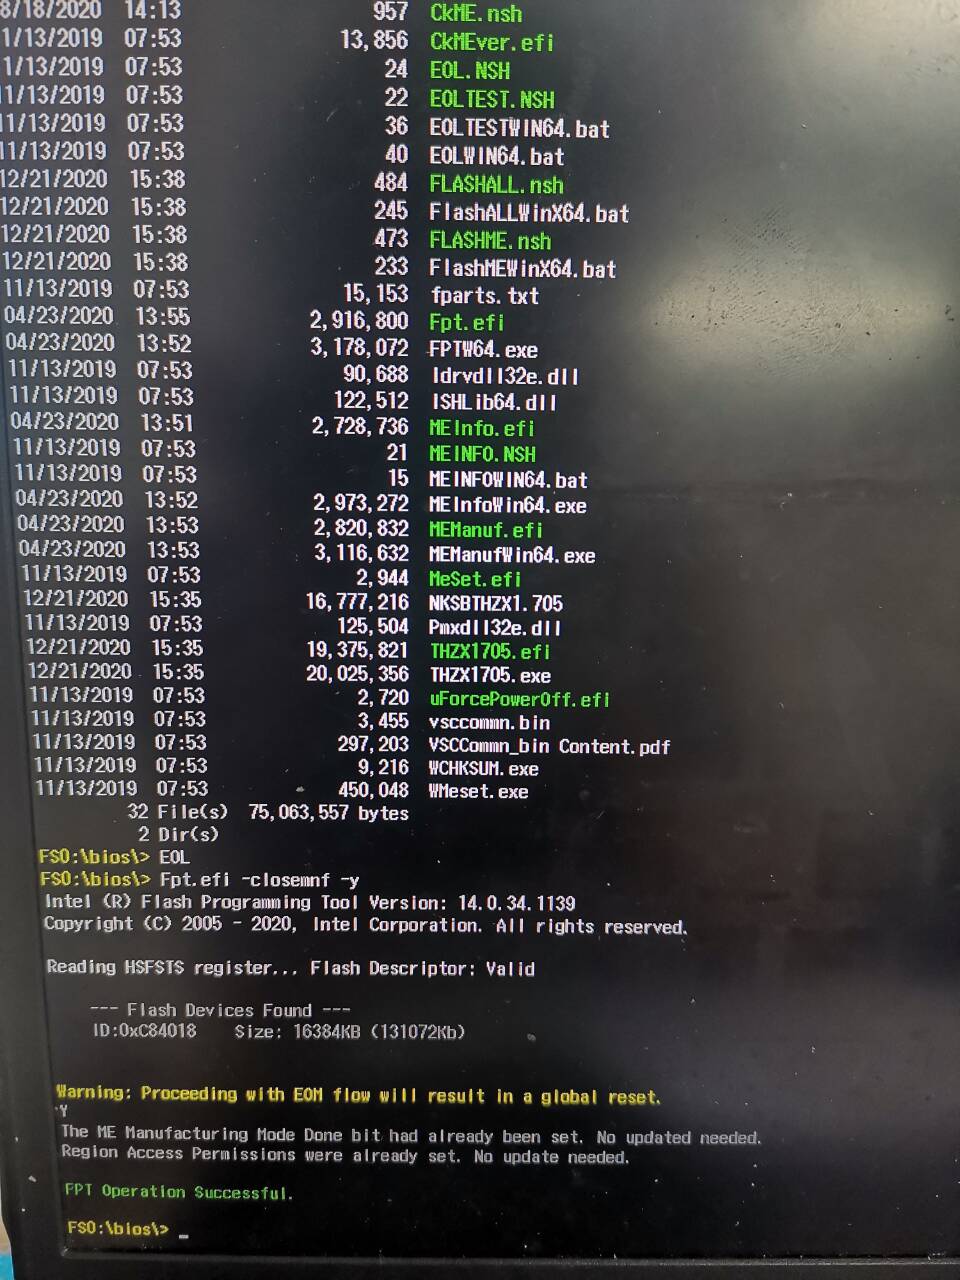 8/18/2020 14:13 957 CkME.nsh
1/13/2019 07:53 13,856 CkMEver.efi
1/13/2019 07:53 24 EOL.NSH
1/13/2019 07:53 22 EOLTEST.NSH
11/13/2019 07:53 36 EOLTESTWIN64.bat
11/13/2019 07:53 40 EOLWIN64.bat
12/21/2020 15:38 484 FLASHALL.nsh
12/21/2020 15:38 245 FlashALLWinX64.bat
12/21/2020 15:38 473 FLASHME.nsh
12/21/2020 15:38 233 FlashMEWinX64.bat
11/13/2019 07:53 15,153 fparts.txt
04/23/2020 13:55 2,916,800 Fpt.efi
04/23/2020 13:52 3,178,072 FPTW64.exe
11/13/2019 07:53 90,688 Idrvdll32e.dll
11/13/2019 07:53 122,512 ISHLib64.dll
04/23/2020 13:51 2,728,736 MEInfo.efi
11/13/2019 07:53 21 MEINFO.NSH
11/13/2019 07:53 15 MEINFOWIN64.bat
04/23/2020 13:52 2,973,272 MEInfoWin64.exe
04/23/2020 13:53 2,820,832 MEManuf.efi
04/23/2020 13:53 3,116,632 MEManufWin64.exe
11/13/2019 07:53 2,944 MeSet.efi
12/21/2020 15:35 16,777,216 NKSBTHZX1.705
11/13/2019 07:53 125,504 Pmxdll32e.dll
12/21/2020 15:35 19,375,821 THZX1705.efi
12/21/2020 15:35 20,025,356 THZX1705.exe
11/13/2019 07:53 2,720 uForcePowerOff.efi
11/13/2019 07:53 3,455 vsccommn.bin
11/13/2019 07:53 297,203 VSCCommn_bin Content.pdf
11/13/2019 07:53 9,216 WCHKSUM.exe
11/13/2019 07:53 450,048 WMeset.exe
32 File(s) 75,063,557 bytes
2 Dir(s)
FS0:\bios\> EOL
FS0:\bios\> Fpt.efi -closemnf -y
Intel (R) Flash Programming Tool Version: 14.0.34.1139
Copyright (C) 2005 - 2020, Intel Corporation. All rights reserved.
Reading HSFSTS register... Flash Descriptor: Valid
--- Flash Devices Found ---
ID:0xC84018 Size: 16384KB (131072Kb)
Warning: Proceeding with EOM flow will result in a global reset.
Y
The ME Manufacturing Mode Done bit had already been set. No updated needed.
Region Access Permissions were already set. No update needed.
FPT Operation Successful.
FS0:\bios\> _